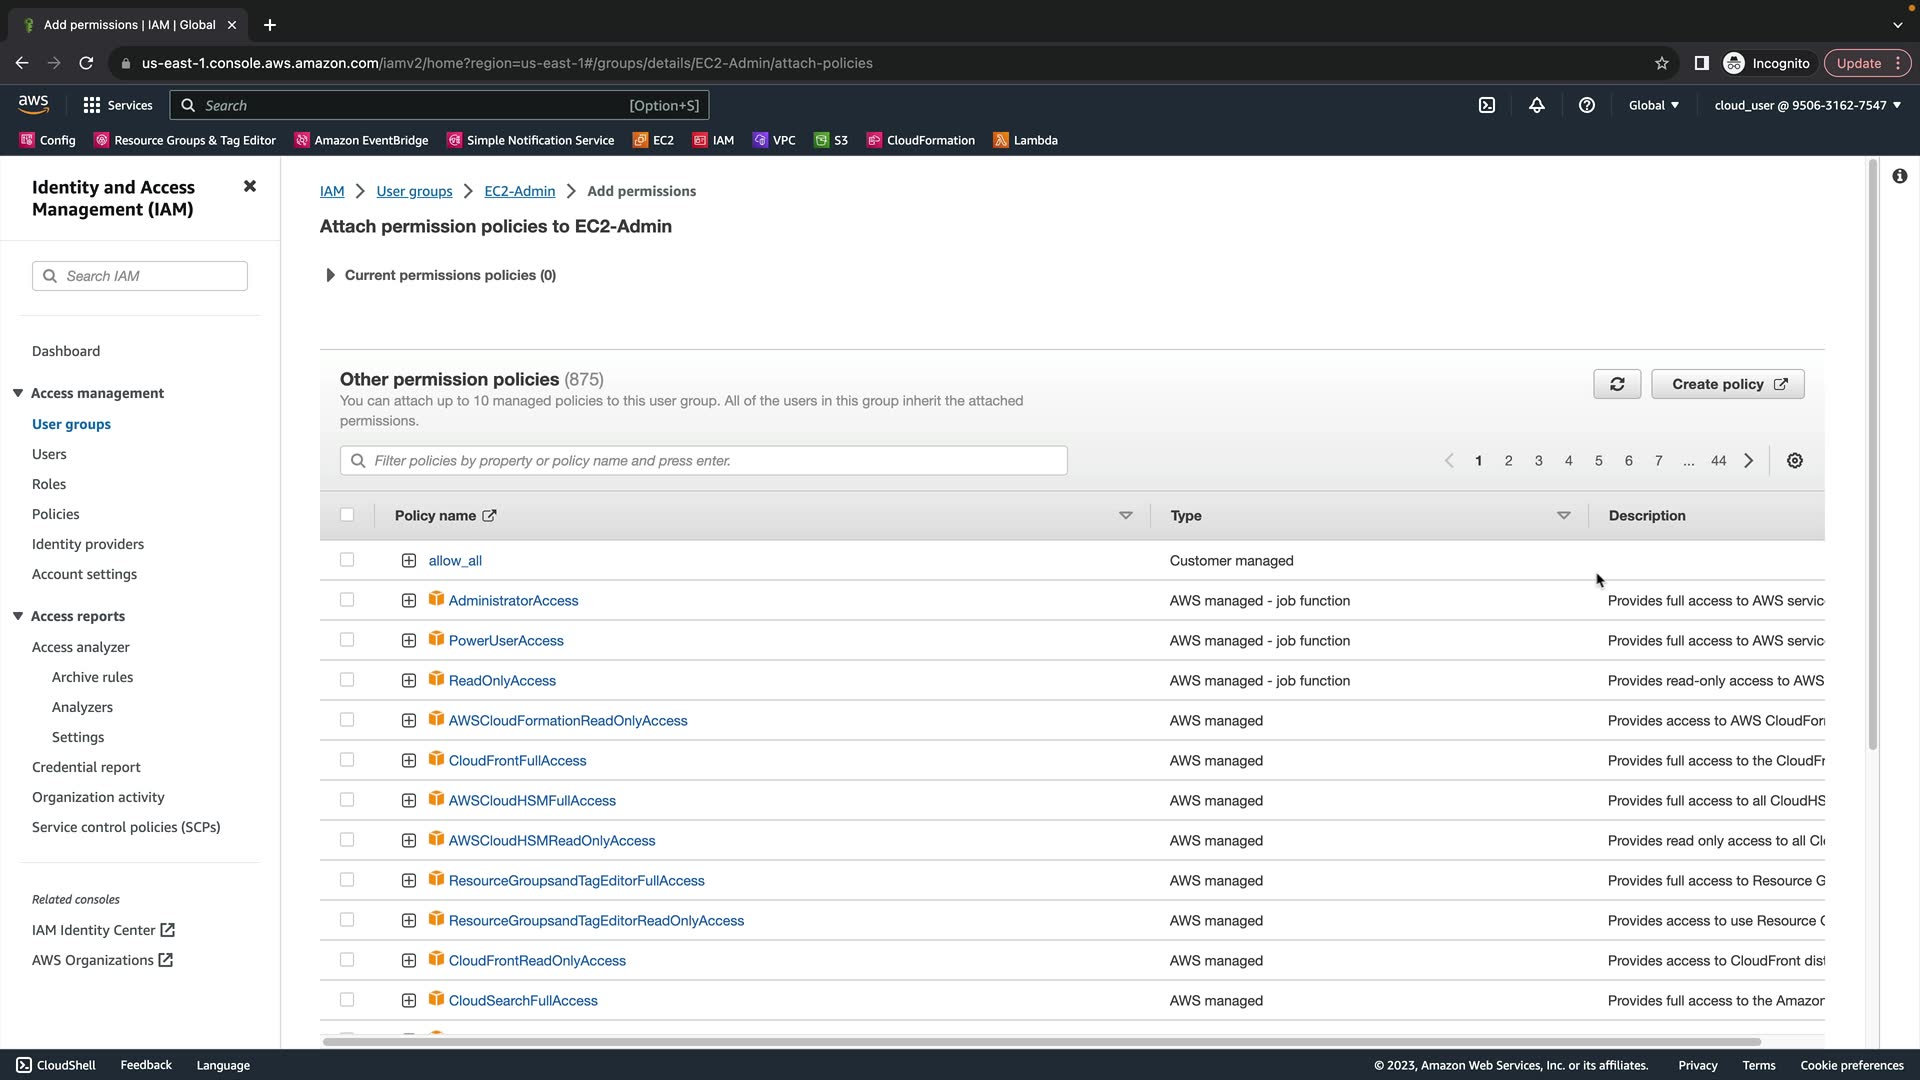 Add permissions | IAM | Global
us-east-1.console.aws.amazon.com/iamv2/home?region=us-east-1#/groups/details/EC2-Admin/attach-policies
Incognito
Update
aws
Services
Search
[Option+S]
Global
cloud_user @ 9506-3162-7547
Config
Resource Groups & Tag Editor
Amazon EventBridge
Simple Notification Service
EC2
IAM
VPC
S3
CloudFormation
Lambda
Identity and Access
Management (IAM)
Search IAM
Dashboard
Access management
User groups
Users
Roles
Policies
Identity providers
Account settings
Access reports
Access analyzer
Archive rules
Analyzers
Settings
Credential report
Organization activity
Service control policies (SCPs)
Related consoles
IAM Identity Center
AWS Organizations
IAM > User groups > EC2-Admin > Add permissions
Attach permission policies to EC2-Admin
Current permissions policies (0)
Other permission policies (875)
You can attach up to 10 managed policies to this user group. All of the users in this group inherit the attached
permissions.
Create policy
Filter policies by property or policy name and press enter.
1 2 3 4 5 6 7 ... 44
Policy name Type Description
allow_all Customer managed
AdministratorAccess AWS managed - job function Provides full access to AWS servic
PowerUserAccess AWS managed - job function Provides full access to AWS servic
ReadOnlyAccess AWS managed - job function Provides read-only access to AWS
AWSCloudFormationReadOnlyAccess AWS managed Provides access to AWS CloudFor
CloudFrontFullAccess AWS managed Provides full access to the CloudFr
AWSCloudHSMFullAccess AWS managed Provides full access to all CloudHS
AWSCloudHSMReadOnlyAccess AWS managed Provides read only access to all Cl
ResourceGroupsandTagEditorFullAccess AWS managed Provides full access to Resource G
ResourceGroupsandTagEditorReadOnlyAccess AWS managed Provides access to use Resource
CloudFrontReadOnlyAccess AWS managed Provides access to CloudFront dist
CloudSearchFullAccess AWS managed Provides full access to the Amazon
CloudShell
Feedback
Language
© 2023, Amazon Web Services, Inc. or its affiliates.
Privacy
Terms
Cookie preferences